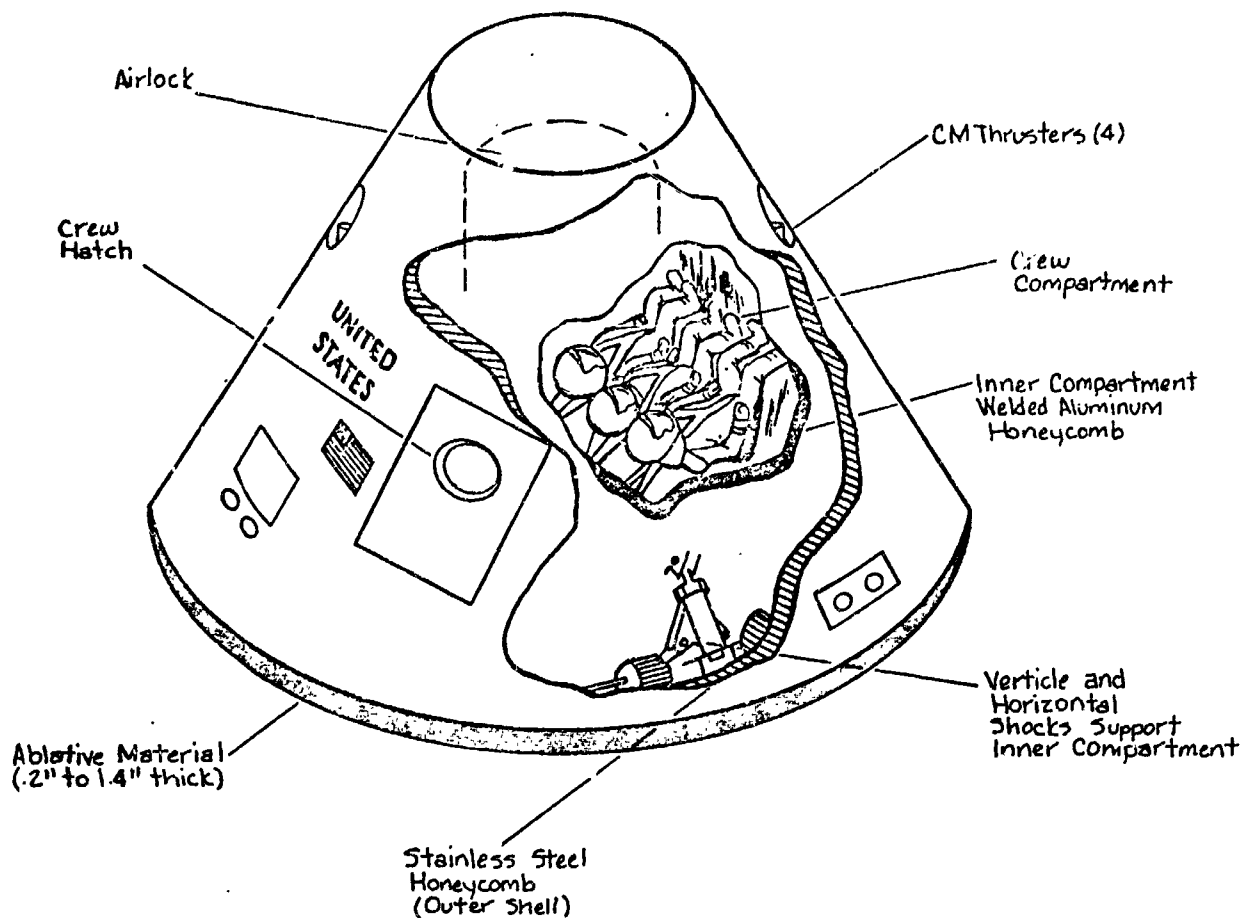 Airlock
CM Thrusters (4)
Crew
Hatch
Crew
Compartment
UNITED
STATES
Inner Compartment
Welded Aluminum
Honeycomb
Verticle and
Horizontal
Shocks Support
Inner Compartment
Ablative Material
(.2" to 1.4" thick)
Stainless Steel
Honeycomb
(Outer Shell)